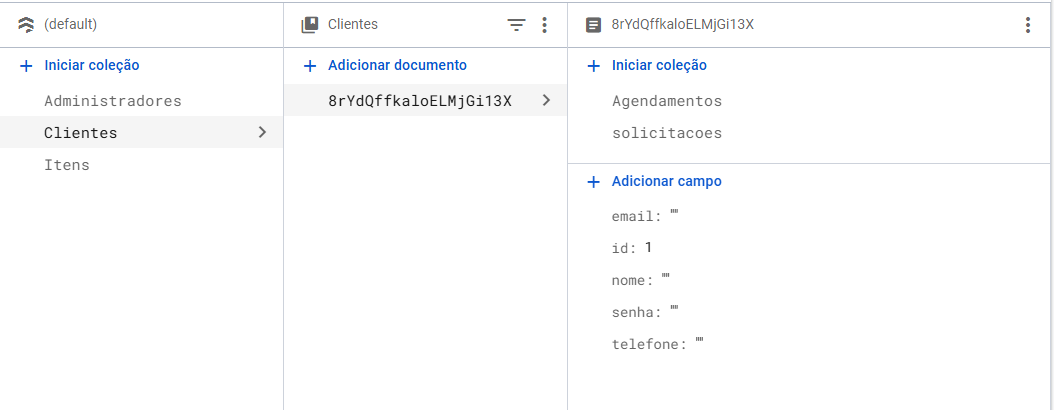 (default)
Iniciar coleção
Administradores
Clientes
Itens
Clientes
Adicionar documento
8rYdQffkaloELMjGi13X
8rYdQffkaloELMjGi13X
Iniciar coleção
Agendamentos
solicitacoes
Adicionar campo
email: ""
id: 1
nome: ""
senha: ""
telefone: ""